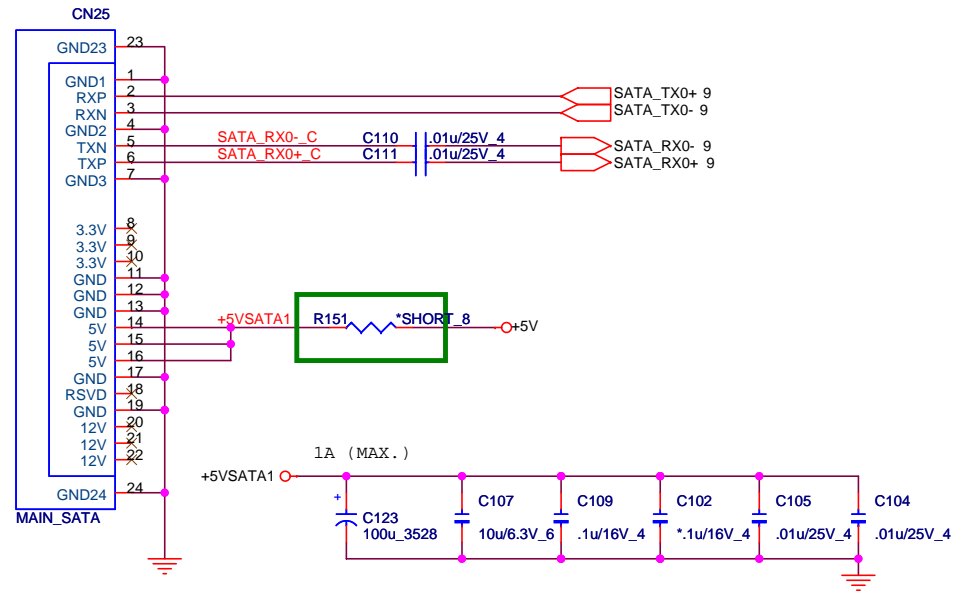 CN25
GND23 23
GND1 1
RXP 2 SATA_TX0+ 9
RXN 3 SATA_TX0- 9
GND2 4
TXN 5 SATA_RX0-_C C110 .01u/25V_4 SATA_RX0- 9
TXP 6 SATA_RX0+_C C111 .01u/25V_4 SATA_RX0+ 9
GND3 7
3.3V 8
3.3V 9
3.3V 10
GND 11
GND 12
GND 13
5V 14 +5VSATA1 R151 *SHORT_8 +5V
5V 15
5V 16
GND 17
RSVD 18
GND 19
12V 20
12V 21
12V 22
GND24 24
MAIN_SATA
1A (MAX.)
+5VSATA1
+
C123
100u_3528
C107
10u/6.3V_6
C109
.1u/16V_4
C102
*.1u/16V_4
C105
.01u/25V_4
C104
.01u/25V_4